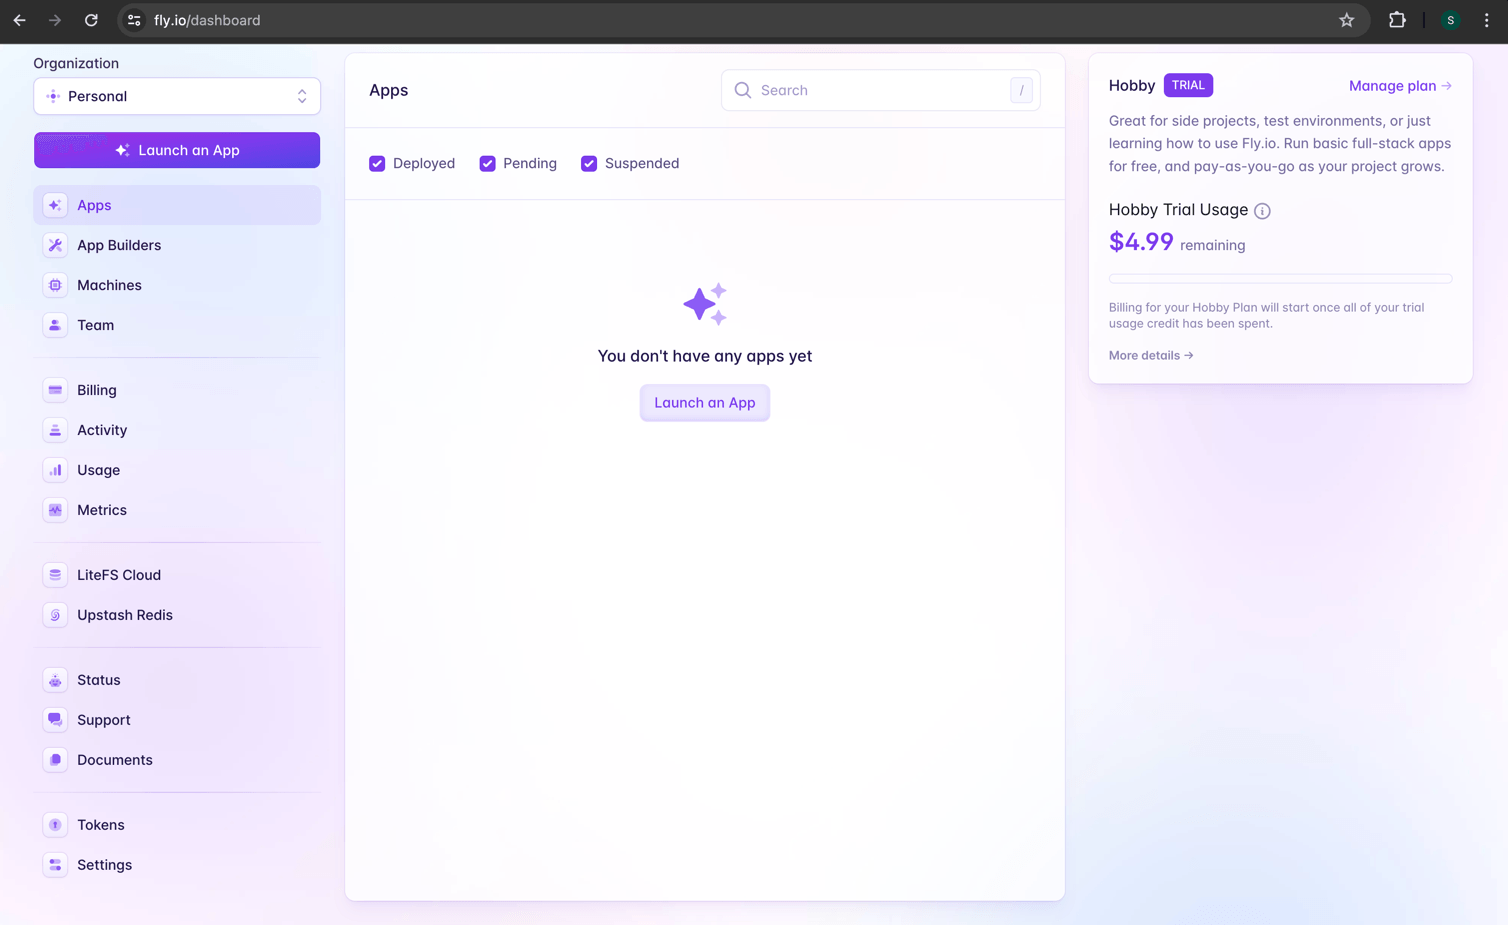 fly.io/dashboard
S
Organization
Personal
Launch an App
Apps
App Builders
Machines
Team
Billing
Activity
Usage
Metrics
LiteFS Cloud
Upstash Redis
Status
Support
Documents
Tokens
Settings
Apps
Search
/
Deployed
Pending
Suspended
You don't have any apps yet
Launch an App
Hobby TRIAL
Manage plan →
Great for side projects, test environments, or just
learning how to use Fly.io. Run basic full-stack apps
for free, and pay-as-you-go as your project grows.
Hobby Trial Usage
$4.99 remaining
Billing for your Hobby Plan will start once all of your trial
usage credit has been spent.
More details →